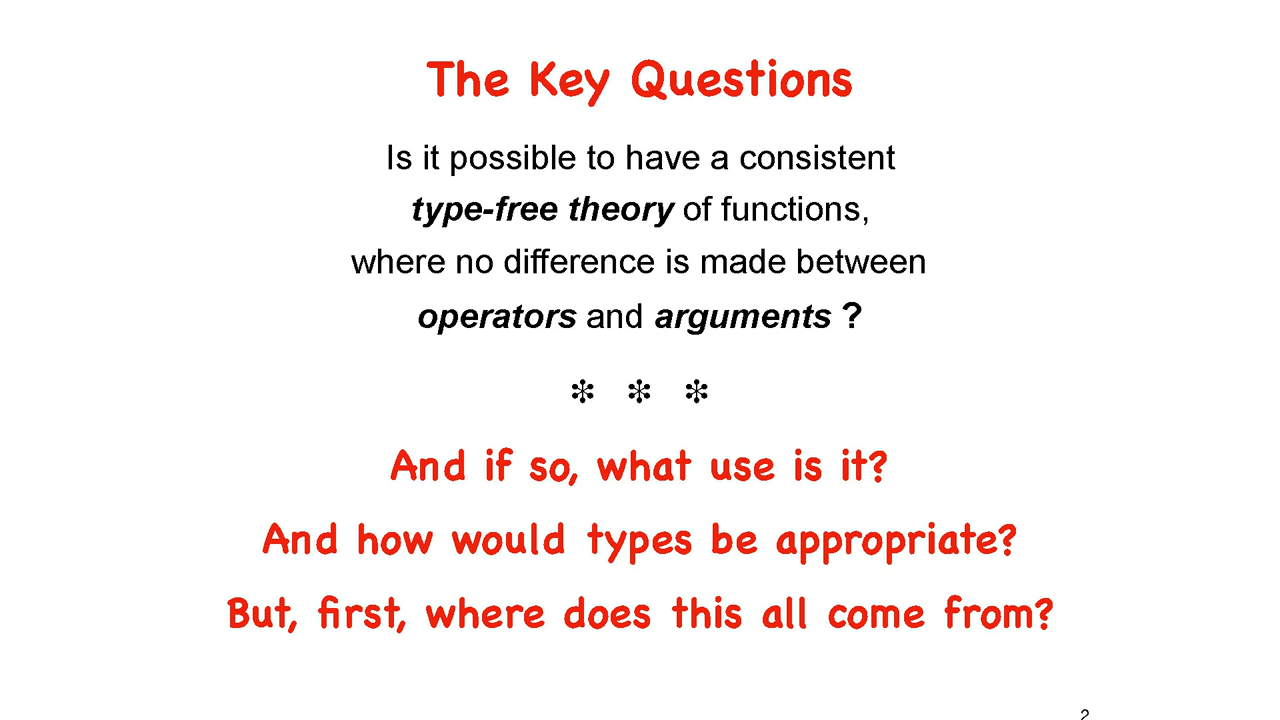 The Key Questions
Is it possible to have a consistent
type-free theory of functions,
where no difference is made between
operators and arguments ?
❇ ❇ ❇
And if so, what use is it?
And how would types be appropriate?
But, first, where does this all come from?
2